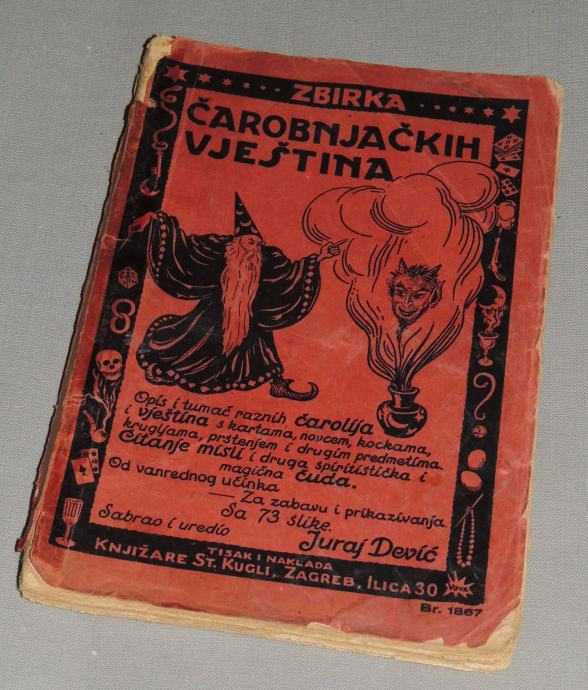 ZBIRKA
ČAROBNJAČKIH
VJEŠTINA
Opis i tumač raznih čarolija
i vještina s kartama, novcem, kockama,
krugljama, prstenjem i drugim predmetima.
Čitanje misli i druga spiritistička i
magična čuda.
Od vanrednog učinka
— Za zabavu i prikazivanja.
Sa 73 slike.
Sabrao i uredio Juraj Dević
TISAK I NAKLADA
KNJIŽARE ST. KUGLI, ZAGREB, ILICA 30
Br. 1867